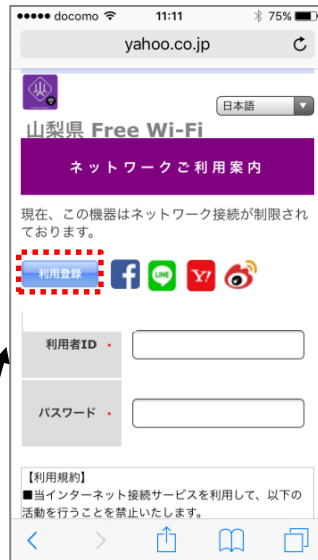 docomo 11:11 75%
yahoo.co.jp
日本語
山梨県 Free Wi-Fi
ネットワークご利用案内
現在、この機器はネットワーク接続が制限され
ております。
利用登録 f LINE Y!
利用者ID •
パスワード •
【利用規約】
■当インターネット接続サービスを利用して、以下の
活動を行うことを禁止いたします。